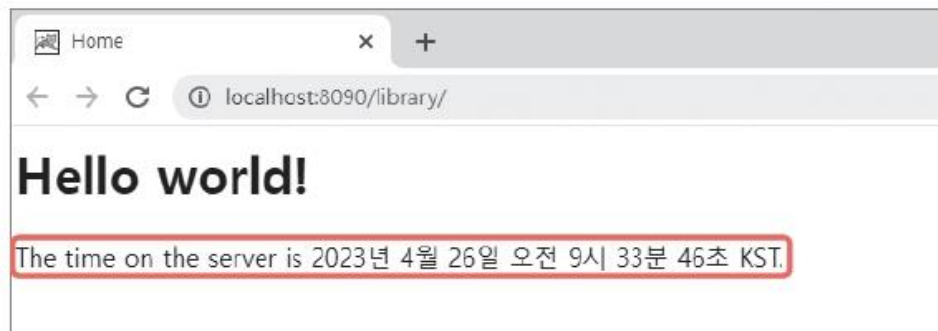 Home
localhost:8090/library/
Hello world!
The time on the server is 2023년 4월 26일 오전 9시 33분 46초 KST.